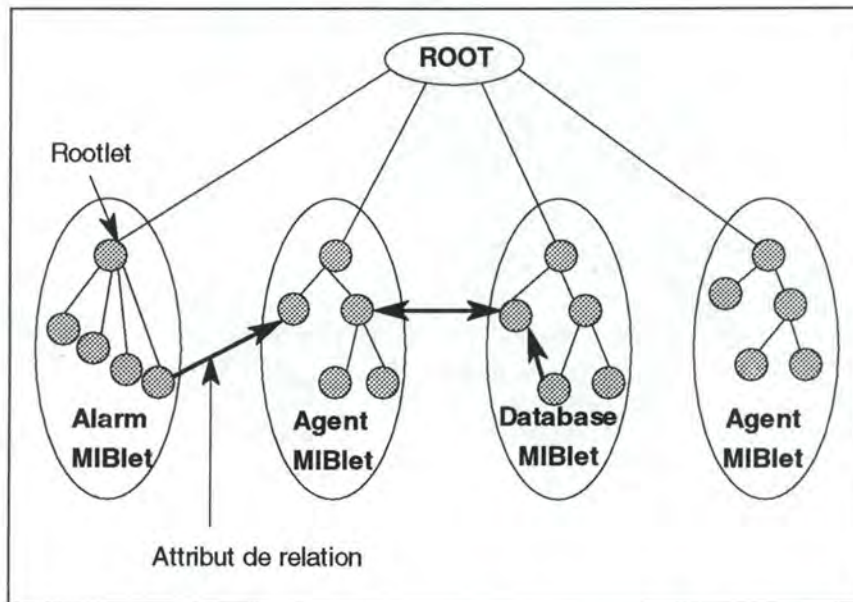 ROOT
Rootlet
Alarm
MIBlet
Agent
MIBlet
Database
MIBlet
Agent
MIBlet
Attribut de relation